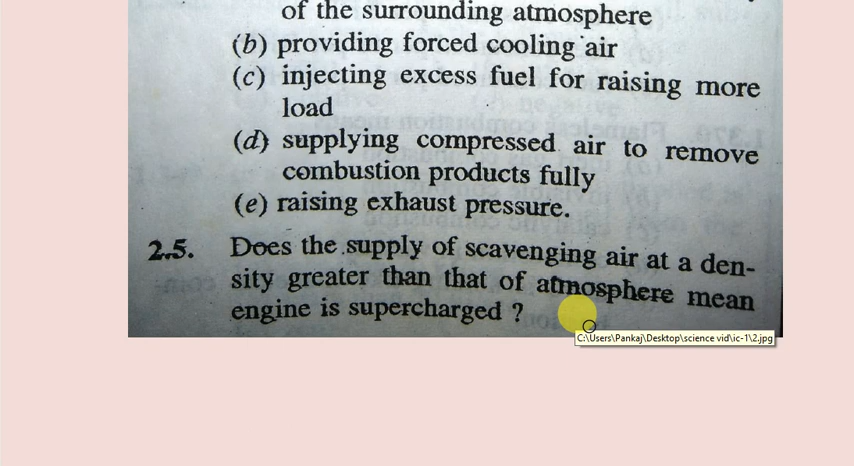 of the surrounding atmosphere
(b) providing forced cooling air
(c) injecting excess fuel for raising more
load
(d) supplying compressed air to remove
combustion products fully
(e) raising exhaust pressure.
2.5. Does the supply of scavenging air at a den-
sity greater than that of atmosphere mean
engine is supercharged ?
C:\Users\Pankaj\Desktop\science vid\ic-1\2.jpg